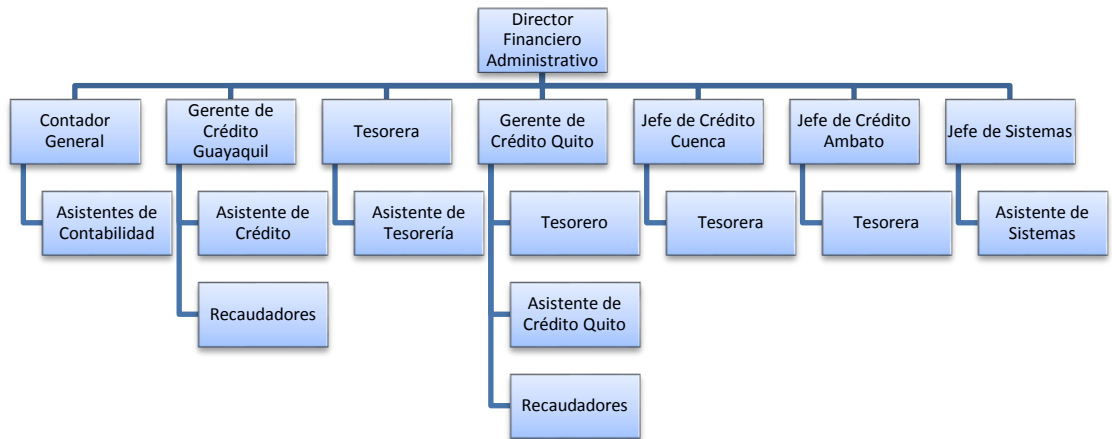 Director
Financiero
Administrativo
Contador
General
Gerente de
Crédito
Guayaquil
Tesorera
Gerente de
Crédito Quito
Jefe de Crédito
Cuenca
Jefe de Crédito
Ambato
Jefe de Sistemas
Asistentes de
Contabilidad
Asistente de
Crédito
Asistente de
Tesorería
Tesorero
Tesorera
Tesorera
Asistente de
Sistemas
Recaudadores
Asistente de
Crédito Quito
Recaudadores